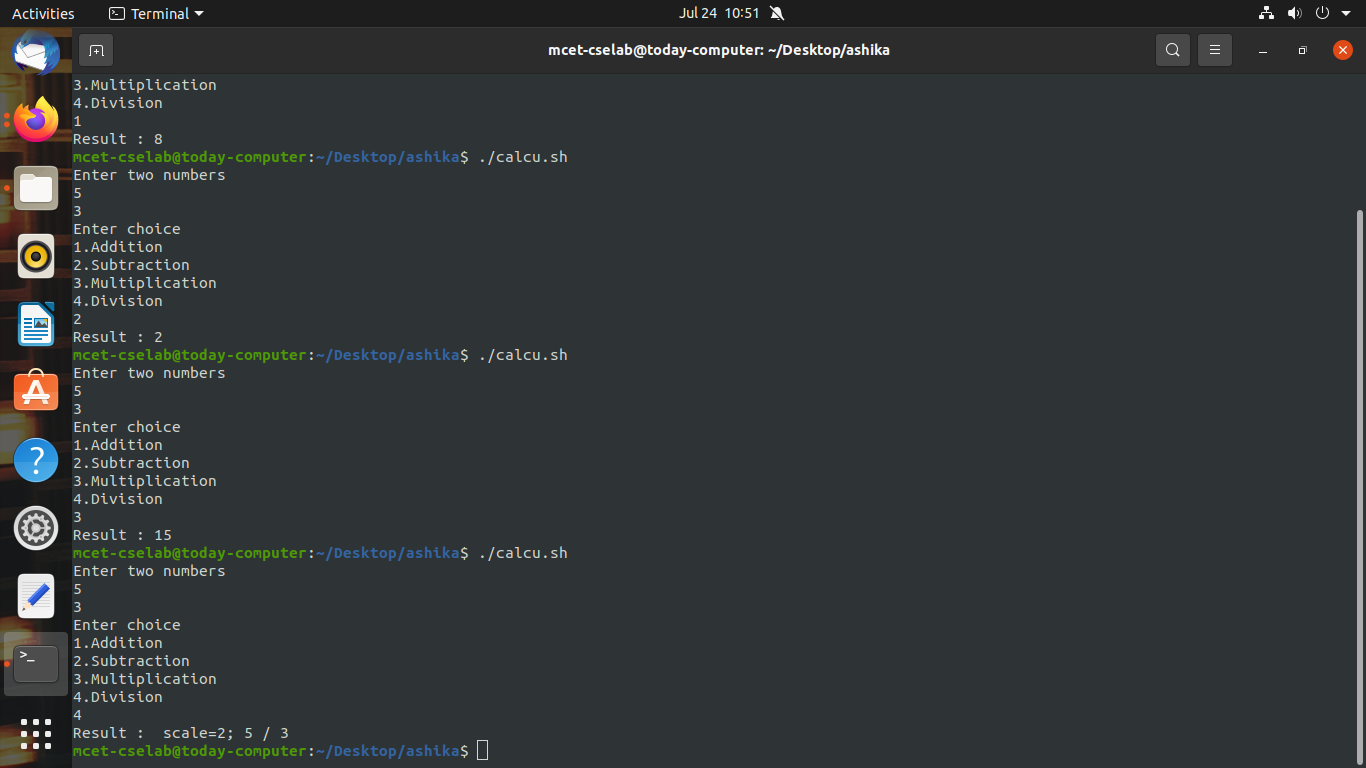 Activities Terminal Jul 24 10:51
mcet-cselab@today-computer: ~/Desktop/ashika
3.Multiplication
4.Division
1
Result : 8
mcet-cselab@today-computer:~/Desktop/ashika$ ./calcu.sh
Enter two numbers
5
3
Enter choice
1.Addition
2.Subtraction
3.Multiplication
4.Division
2
Result : 2
mcet-cselab@today-computer:~/Desktop/ashika$ ./calcu.sh
Enter two numbers
5
3
Enter choice
1.Addition
2.Subtraction
3.Multiplication
4.Division
3
Result : 15
mcet-cselab@today-computer:~/Desktop/ashika$ ./calcu.sh
Enter two numbers
5
3
Enter choice
1.Addition
2.Subtraction
3.Multiplication
4.Division
4
Result :  scale=2; 5 / 3
mcet-cselab@today-computer:~/Desktop/ashika$